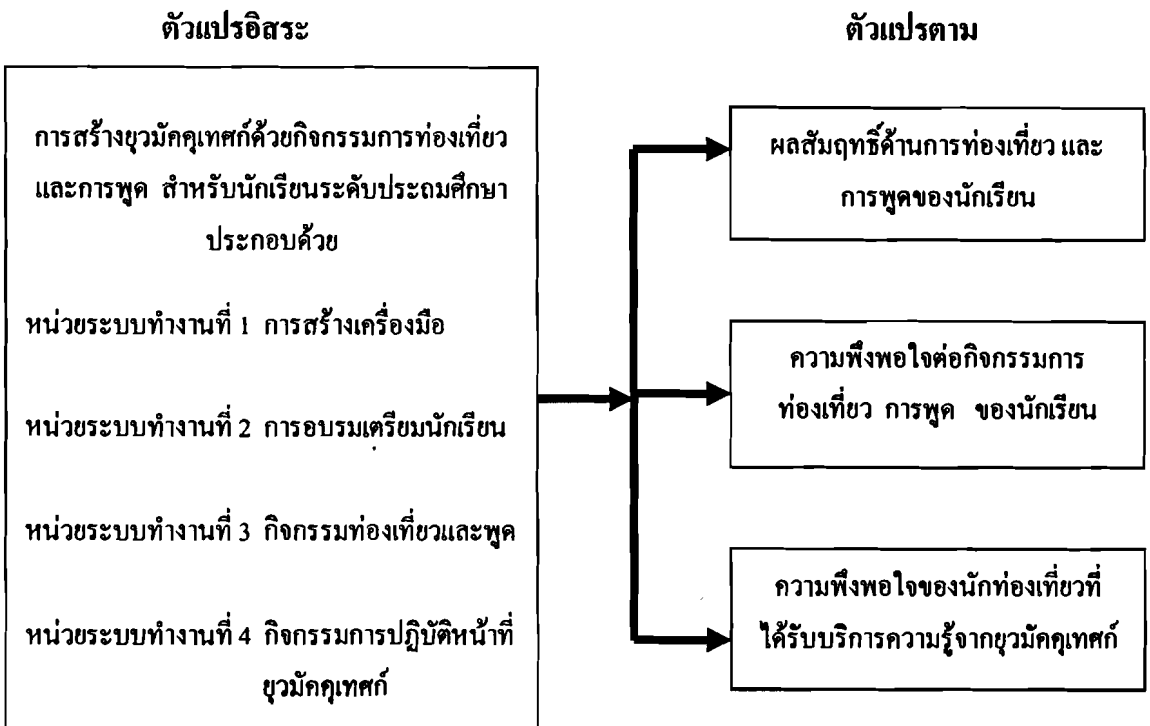 ตัวแปรอิสระ
การสร้างยุวมัคคุเทศก์ด้วยกิจกรรมการท่องเที่ยว
และการพูด สำหรับนักเรียนระดับประถมศึกษา
ประกอบด้วย
หน่วยระบบทำงานที่ 1 การสร้างเครื่องมือ
หน่วยระบบทำงานที่ 2 การอบรมเตรียมนักเรียน
หน่วยระบบทำงานที่ 3 กิจกรรมท่องเที่ยวและพูด
หน่วยระบบทำงานที่ 4 กิจกรรมการปฏิบัติหน้าที่
ยุวมัคคุเทศก์
ตัวแปรตาม
ผลสัมฤทธิ์ด้านการท่องเที่ยว และ
การพูดของนักเรียน
ความพึงพอใจต่อกิจกรรมการ
ท่องเที่ยว การพูด ของนักเรียน
ความพึงพอใจของนักท่องเที่ยวที่
ได้รับบริการความรู้จากยุวมัคคุเทศก์